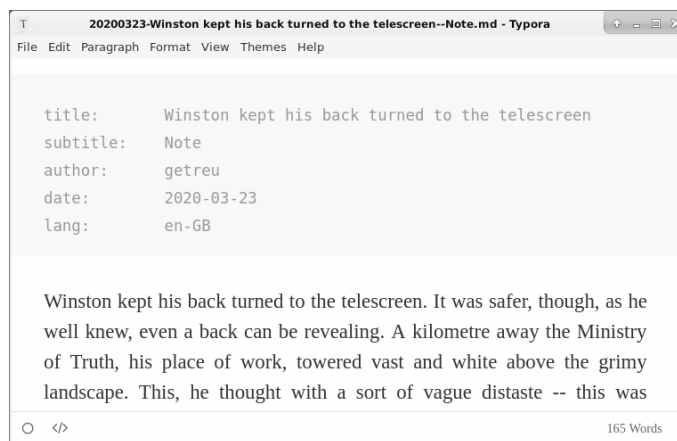 T 20200323-Winston kept his back turned to the telescreen--Note.md - Typora
File Edit Paragraph Format View Themes Help
title: Winston kept his back turned to the telescreen
subtitle: Note
author: getreu
date: 2020-03-23
lang: en-GB
Winston kept his back turned to the telescreen. It was safer, though, as he
well knew, even a back can be revealing. A kilometre away the Ministry
of Truth, his place of work, towered vast and white above the grimy
landscape. This, he thought with a sort of vague distaste -- this was
</> 165 Words